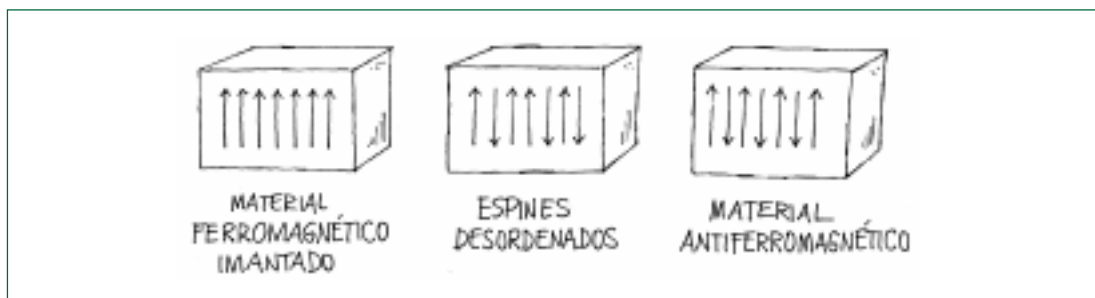 MATERIAL
FERROMAGNÉTICO
IMANTADO
ESPINES
DESORDENADOS
MATERIAL
ANTIFERROMAGNÉTICO